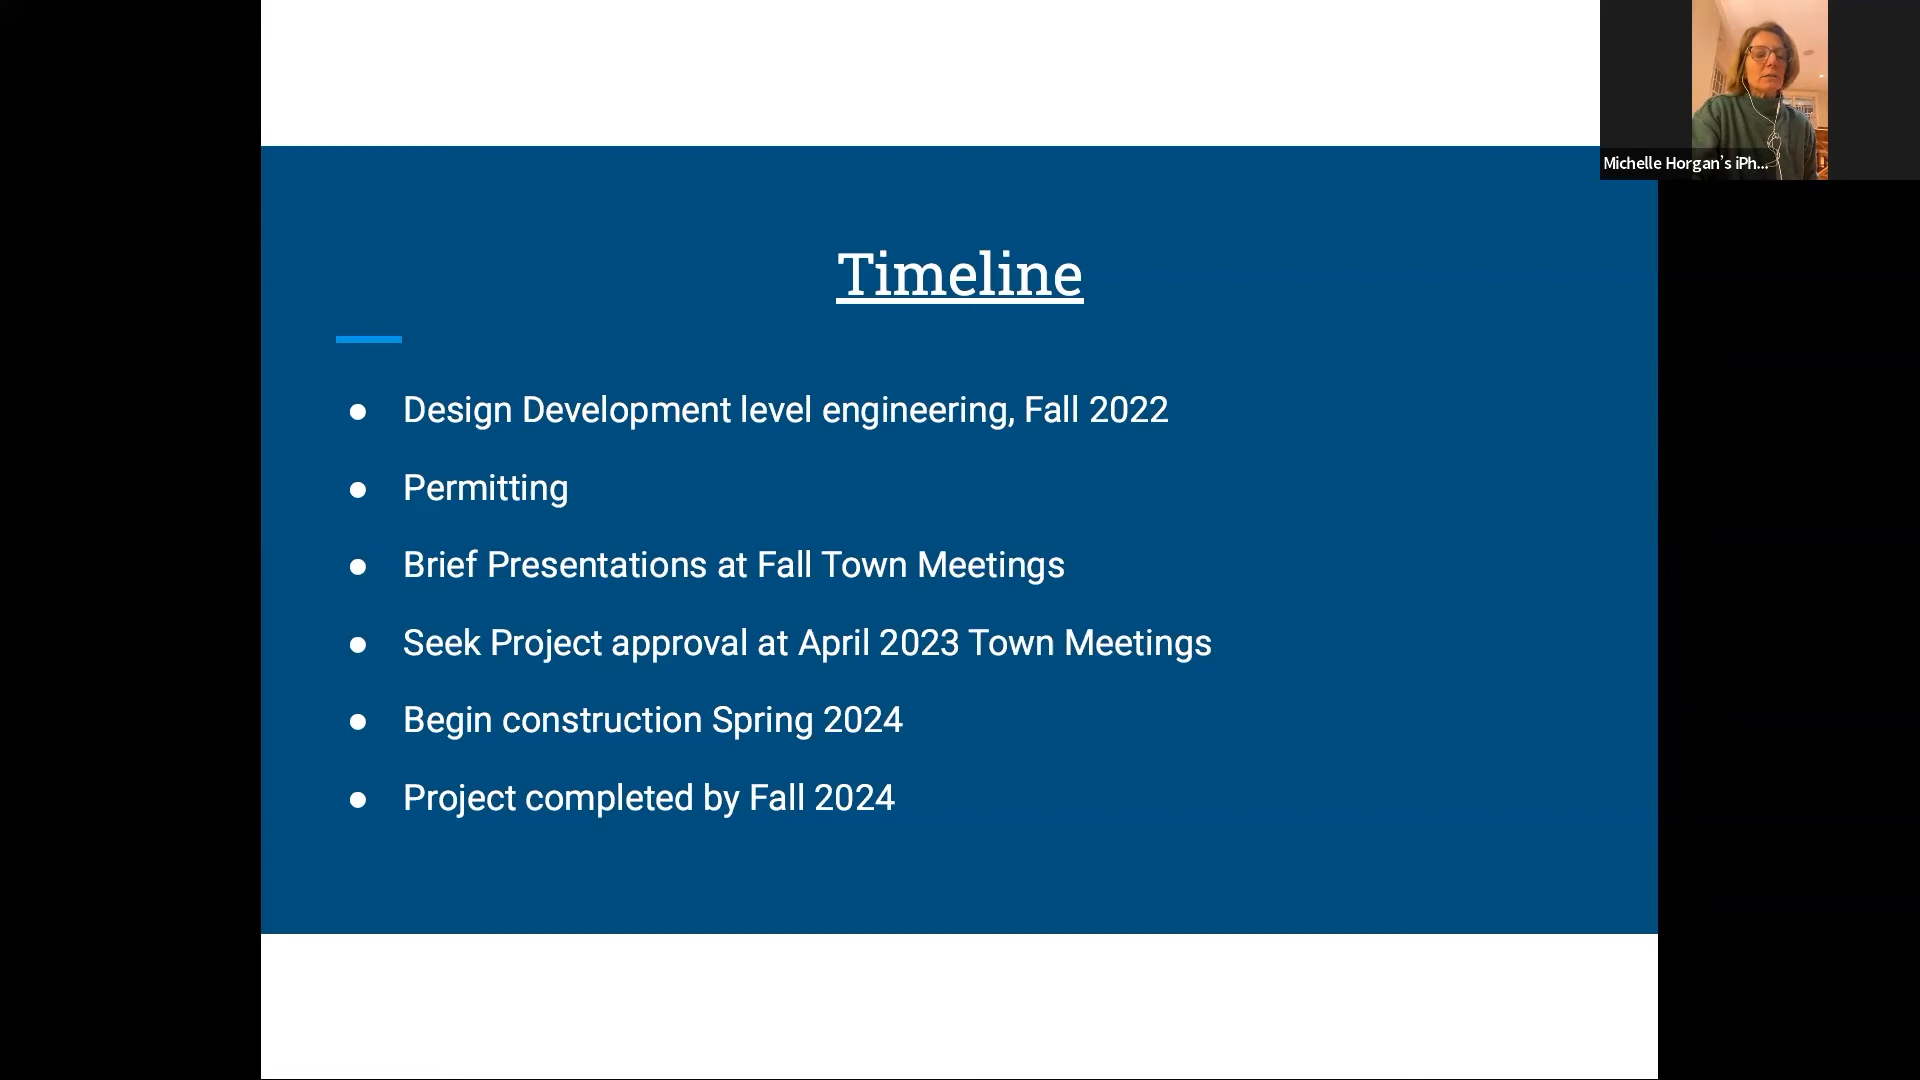 Michelle Horgan's iPh...
Timeline
● Design Development level engineering, Fall 2022
● Permitting
● Brief Presentations at Fall Town Meetings
● Seek Project approval at April 2023 Town Meetings
● Begin construction Spring 2024
● Project completed by Fall 2024